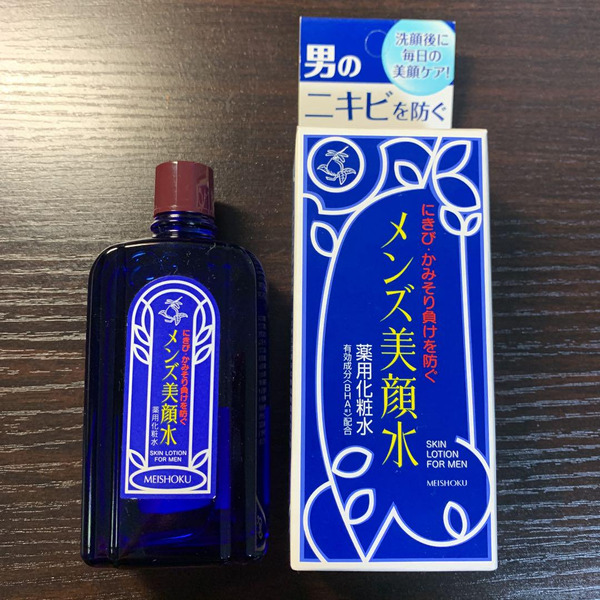 男の
ニキビを防ぐ
洗顔後に
毎日の
美顔ケア!
にきび・かみそり負けを防ぐ
メンズ美顔水
薬用化粧水
有効成分(BHA※1)配合
SKIN
LOTION
FOR MEN
MEISHOKU
にきび・かみそり負けを防ぐ
メンズ美顔水
薬用化粧水
SKIN LOTION
FOR MEN
MEISHOKU